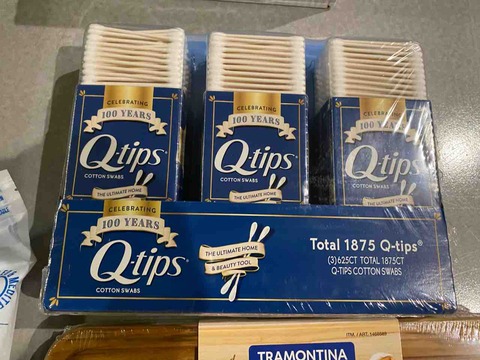 CELEBRATING
100 YEARS
Q-tips
COTTON SWABS
THE ULTIMATE HOME
CELEBRATING
100 YEARS
Q-tips
COTTON SWABS
THE ULTIMATE HOME
CELEBRATING
100 YEARS
Q-tips
COTTON SWABS
THE ULTIMATE HOME
CELEBRATING
100 YEARS
Q-tips®
COTTON SWABS
THE ULTIMATE HOME
& BEAUTY TOOL
Total 1875 Q-tips®
(3) 625CT TOTAL 1875CT
Q-TIPS COTTON SWABS
TRAMONTINA